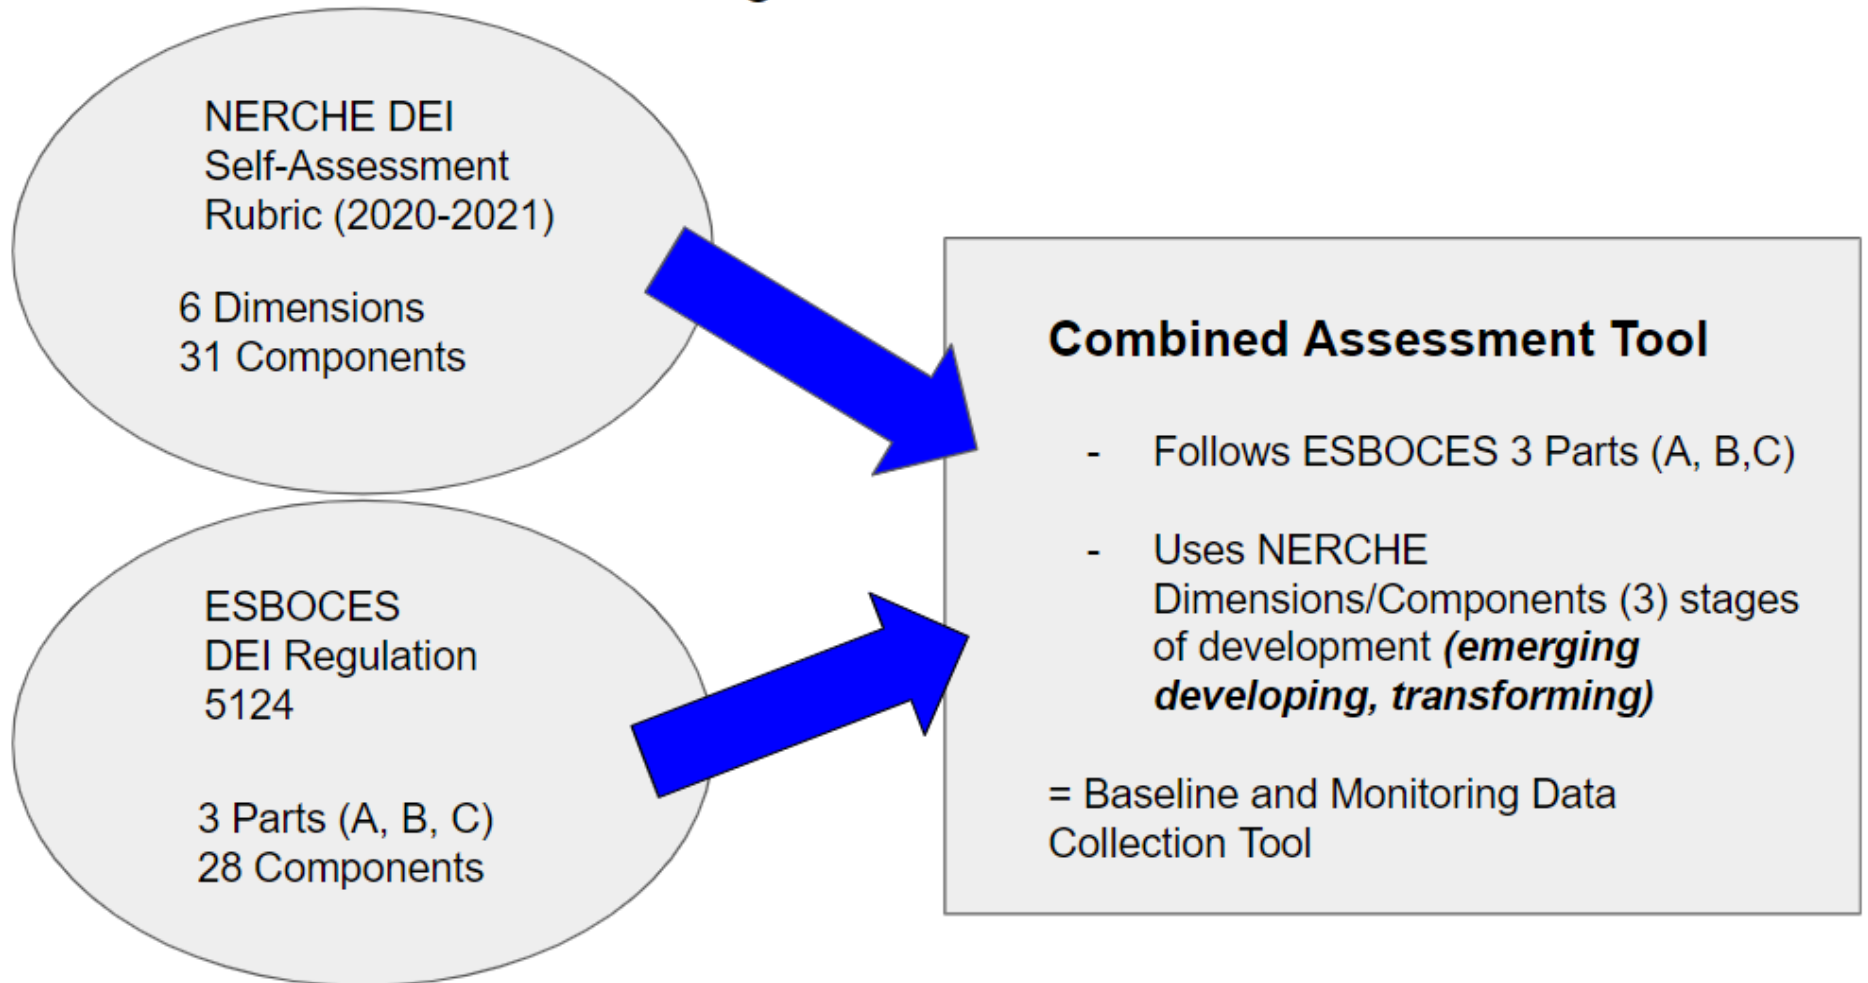 NERCHE DEI
Self-Assessment
Rubric (2020-2021)
6 Dimensions
31 Components
ESBOCES
DEI Regulation
5124
3 Parts (A, B, C)
28 Components
Combined Assessment Tool
- Follows ESBOCES 3 Parts (A, B,C)
- Uses NERCHE
Dimensions/Components (3) stages
of development (emerging
developing, transforming)
= Baseline and Monitoring Data
Collection Tool